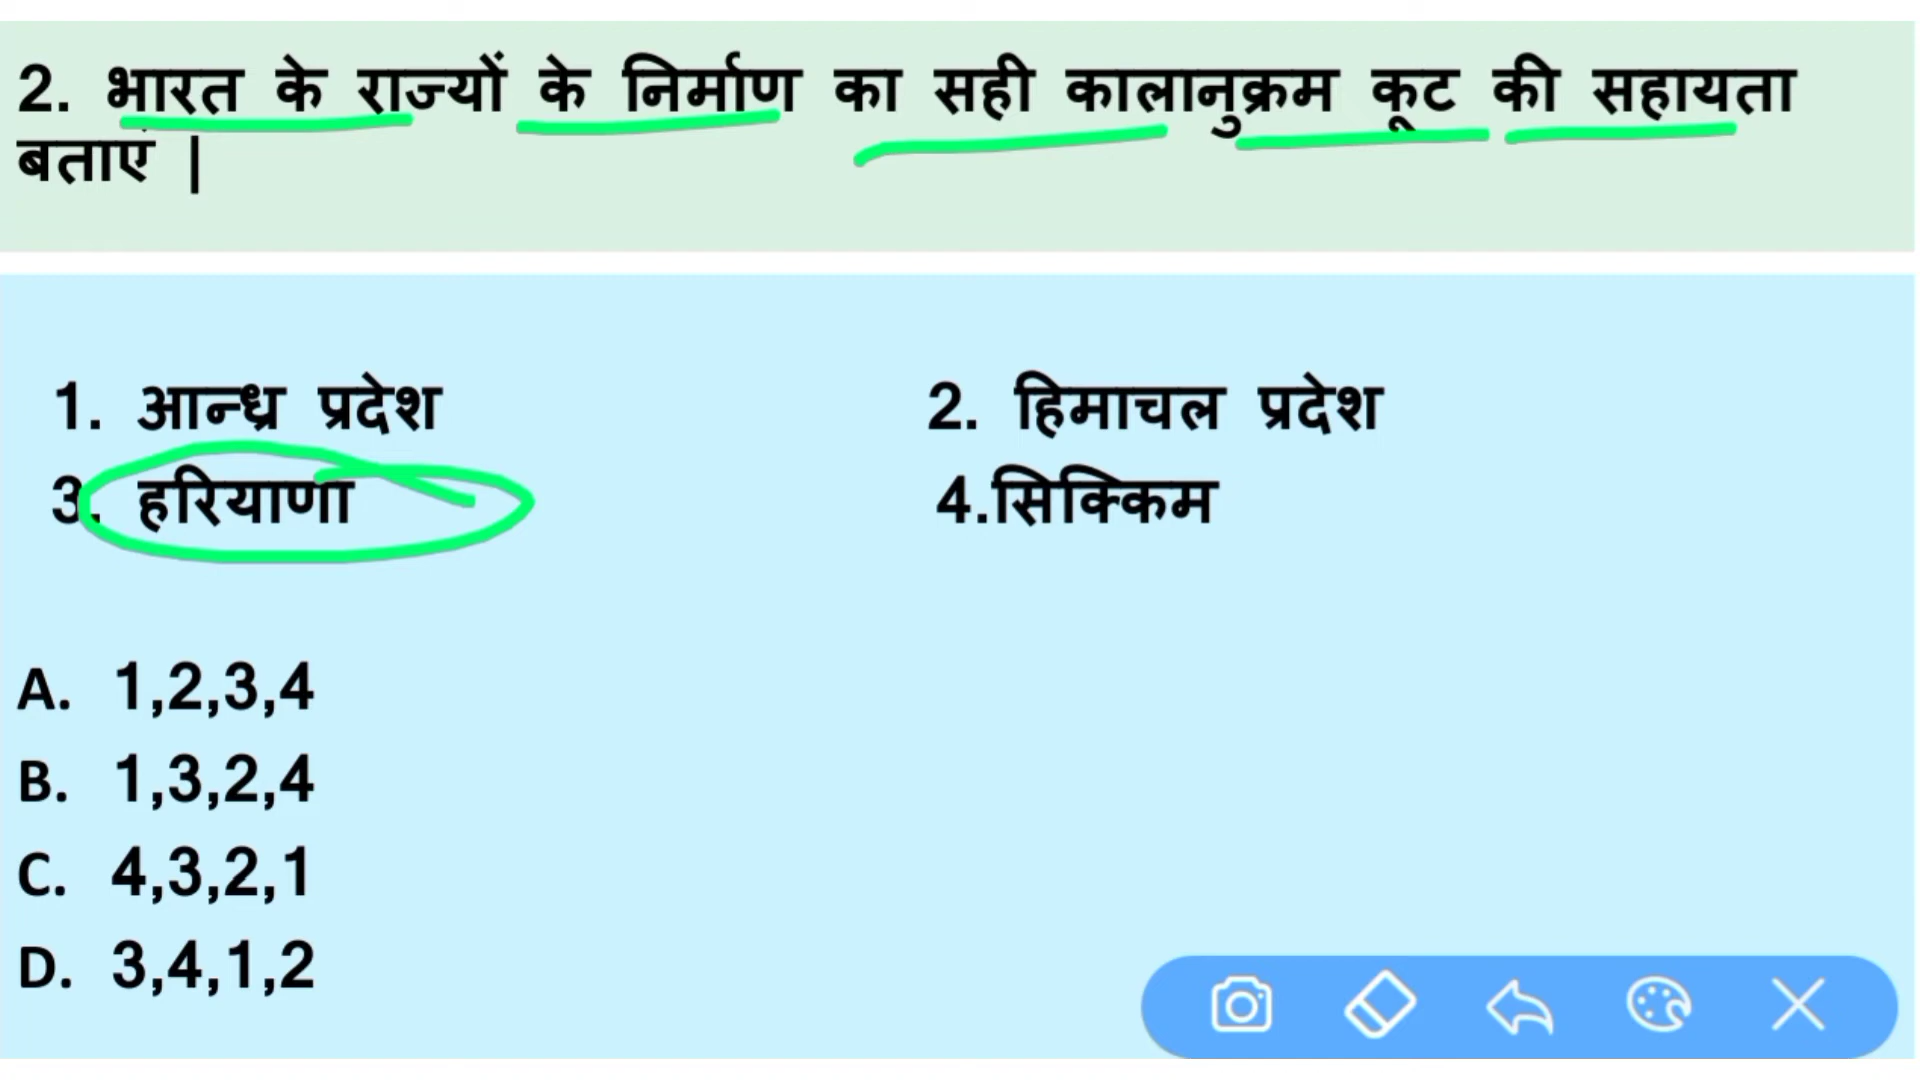 2. भारत के राज्यों के निर्माण का सही कालानुक्रम कूट की सहायता
बताएं |
1. आन्ध्र प्रदेश 2. हिमाचल प्रदेश
3. हरियाणा 4.सिक्किम
A. 1,2,3,4
B. 1,3,2,4
C. 4,3,2,1
D. 3,4,1,2